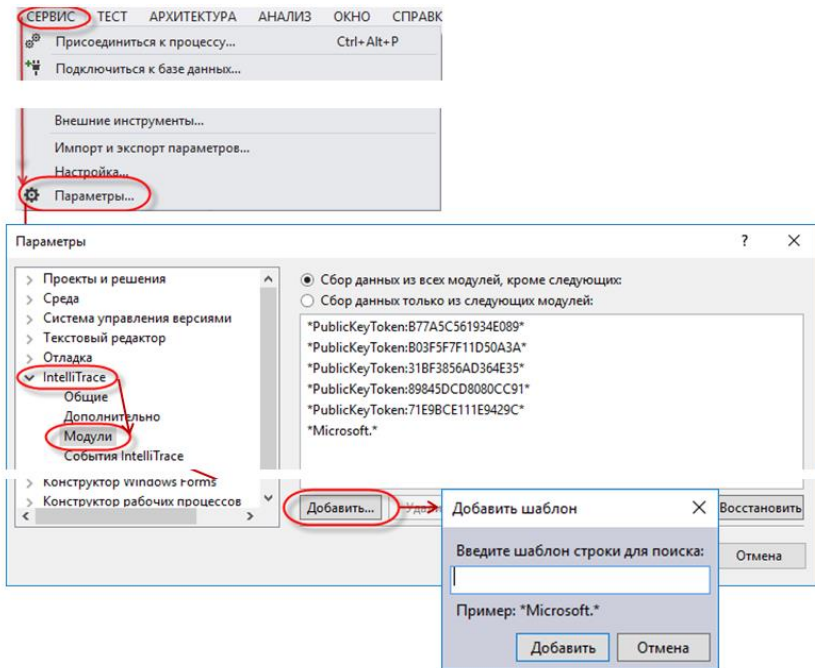 СЕРВИС ТЕСТ АРХИТЕКТУРА АНАЛИЗ ОКНО СПРАВК
Присоединиться к процессу... Ctrl+Alt+P
Подключиться к базе данных...
Внешние инструменты...
Импорт и экспорт параметров...
Настройка...
Параметры...
Параметры ?
Проекты и решения
Среда
Система управления версиями
Текстовый редактор
Отладка
IntelliTrace
Общие
Дополнительно
Модули
События IntelliTrace
Конструктор Windows Forms
Конструктор рабочих процессов
Сбор данных из всех модулей, кроме следующих:
Сбор данных только из следующих модулей:
*PublicKeyToken:B77A5C561934E089*
*PublicKeyToken:B03F5F7F11D50A3A*
*PublicKeyToken:31BF3856AD364E35*
*PublicKeyToken:89845DCD8080CC91*
*PublicKeyToken:71E9BCE111E9429C*
*Microsoft.*
Добавить... Восстановить
Отмена
Добавить шаблон
Введите шаблон строки для поиска:
Пример: *Microsoft.*
Добавить Отмена